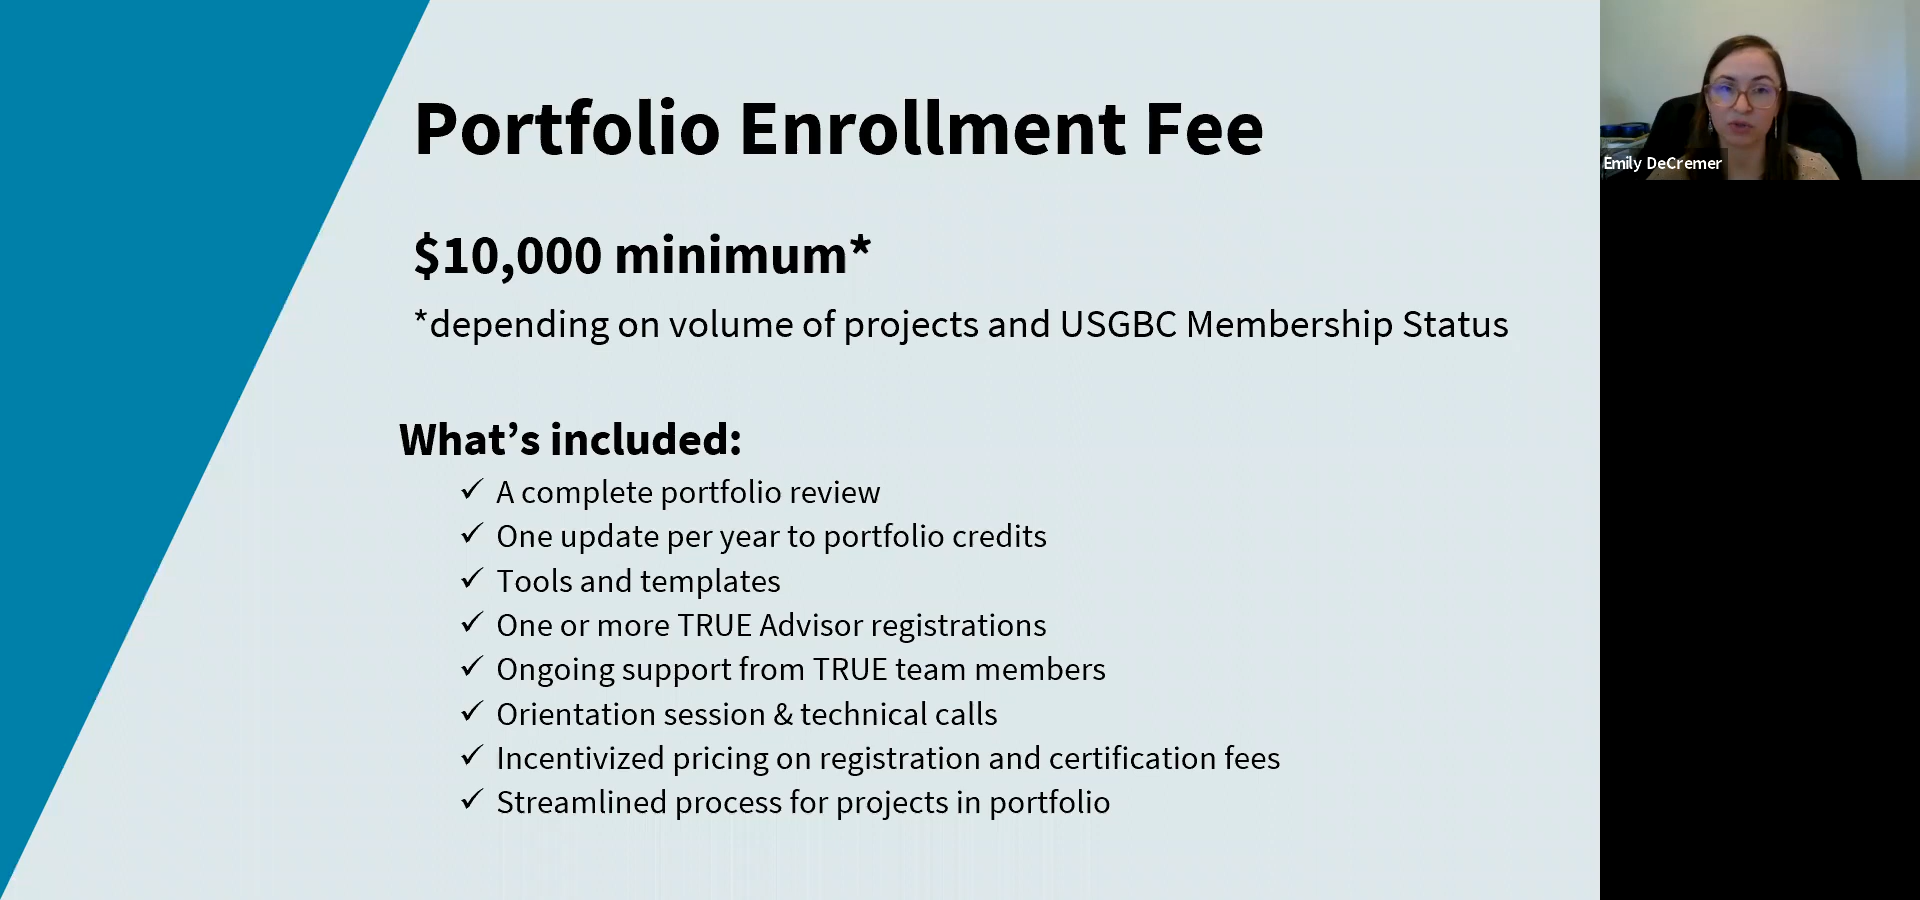 Portfolio Enrollment Fee
$10,000 minimum*
*depending on volume of projects and USGBC Membership Status
What’s included:
✓ A complete portfolio review
✓ One update per year to portfolio credits
✓ Tools and templates
✓ One or more TRUE Advisor registrations
✓ Ongoing support from TRUE team members
✓ Orientation session & technical calls
✓ Incentivized pricing on registration and certification fees
✓ Streamlined process for projects in portfolio
Emily DeCremer